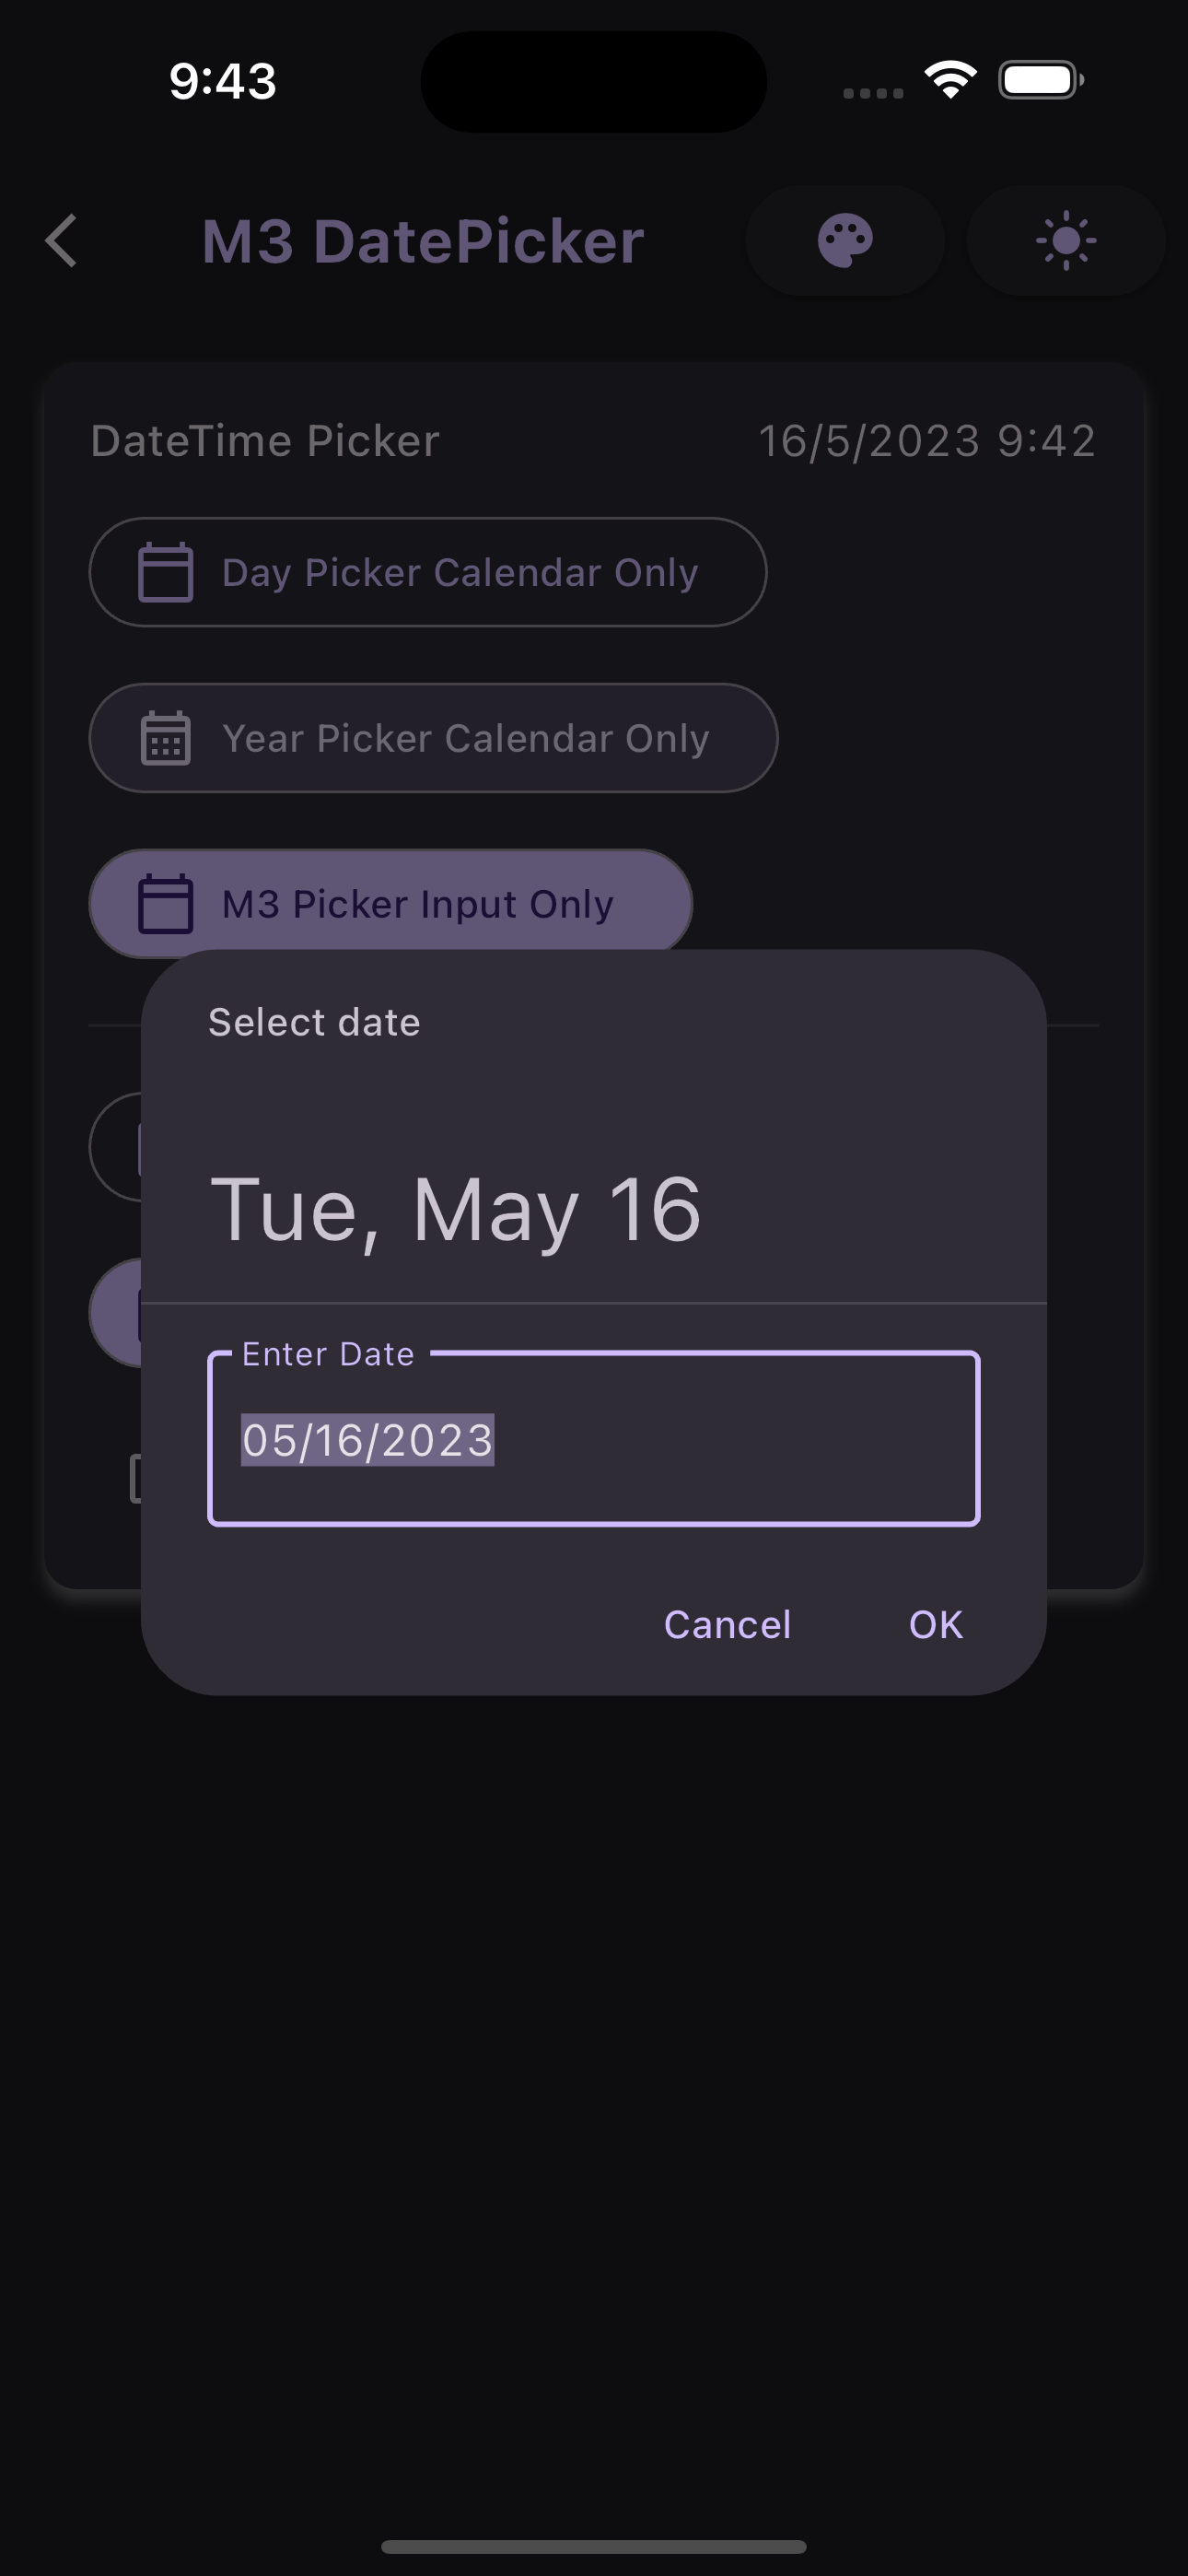 9:43
M3 DatePicker
DateTime Picker 16/5/2023 9:42
Day Picker Calendar Only
Year Picker Calendar Only
M3 Picker Input Only
Select date
Tue, May 16
Enter Date
05/16/2023
Cancel OK